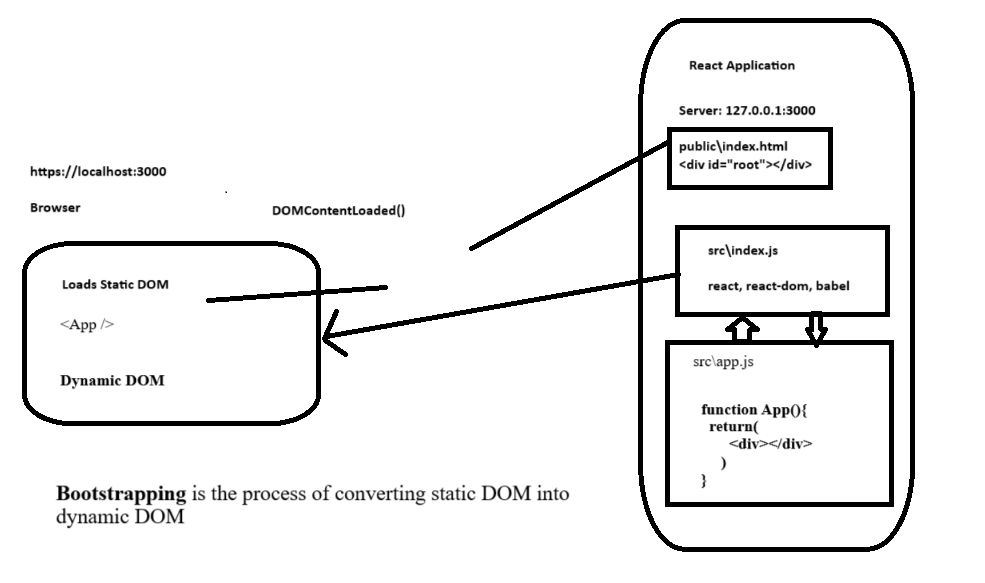 React Application
Server: 127.0.0.1:3000
public\index.html
<div id="root"></div>
https://localhost:3000
Browser
DOMContentLoaded()
Loads Static DOM
<App />
Dynamic DOM
src\index.js
react, react-dom, babel
src\app.js
function App(){
return(
<div></div>
)
}
Bootstrapping is the process of converting static DOM into
dynamic DOM